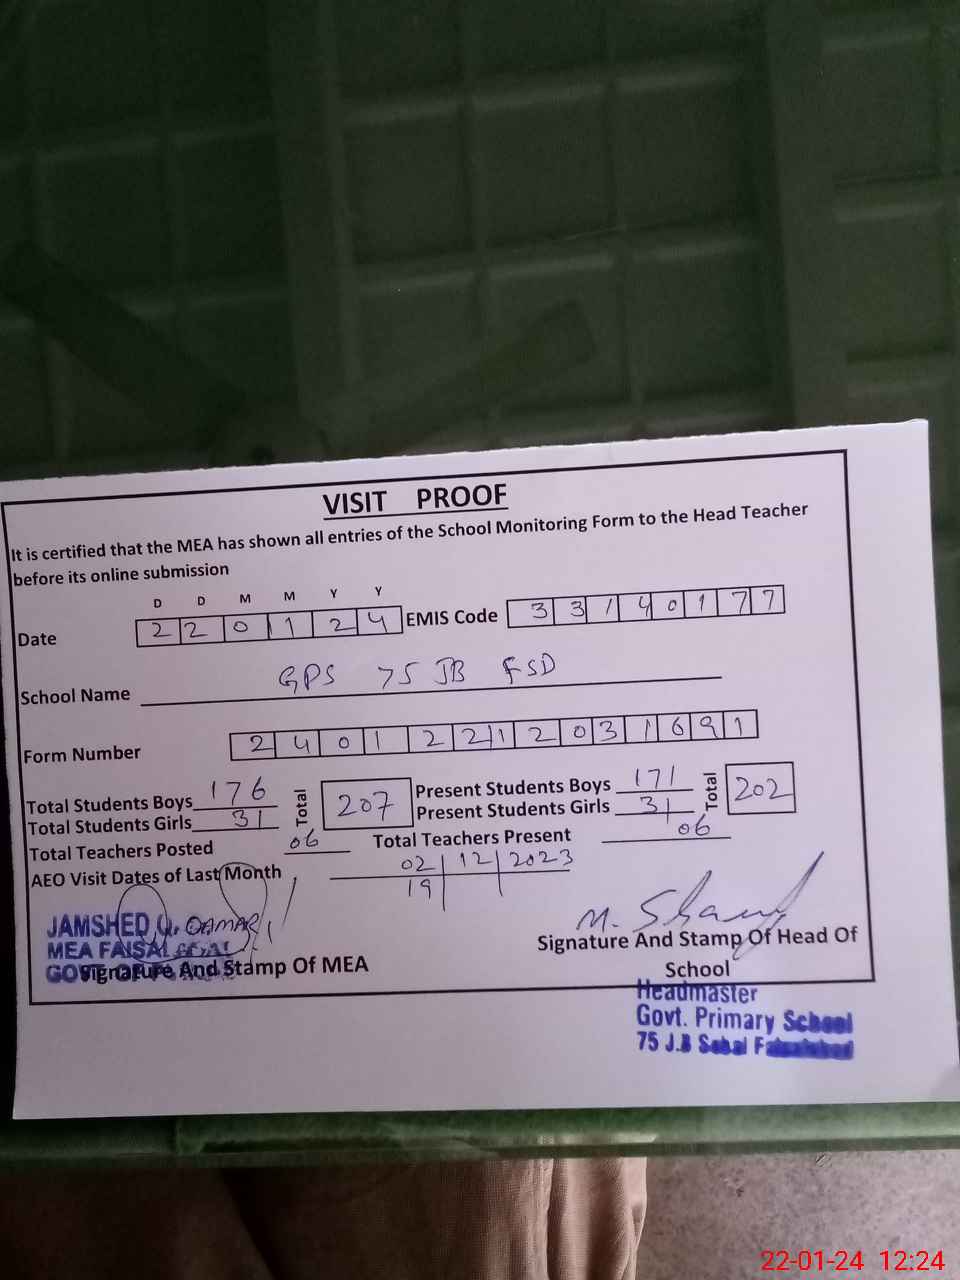 VISIT PROOF
It is certified that the MEA has shown all entries of the School Monitoring Form to the Head Teacher
before its online submission
D D M M Y Y
Date 2 2 0 1 2 4 EMIS Code 3 3 1 4 0 1 7 7
School Name GPS 75 JB FSD
Form Number 2 4 0 1 2 2 1 2 0 3 1 6 9 1
Total Students Boys 176 Total 207 Present Students Boys 171 Total 202
Total Students Girls 31 Present Students Girls 31
Total Teachers Posted 06 Total Teachers Present 06
AEO Visit Dates of Last Month 02 | 12 | 2023
19
JAMSHED Q. QAMAR
MEA FAISAL
GOVT OF
Signature And Stamp Of MEA
M. 
Signature And Stamp Of Head Of
School
Headmaster
Govt. Primary School
75 J.B Sohal Faisalabad
22-01-24 12:24